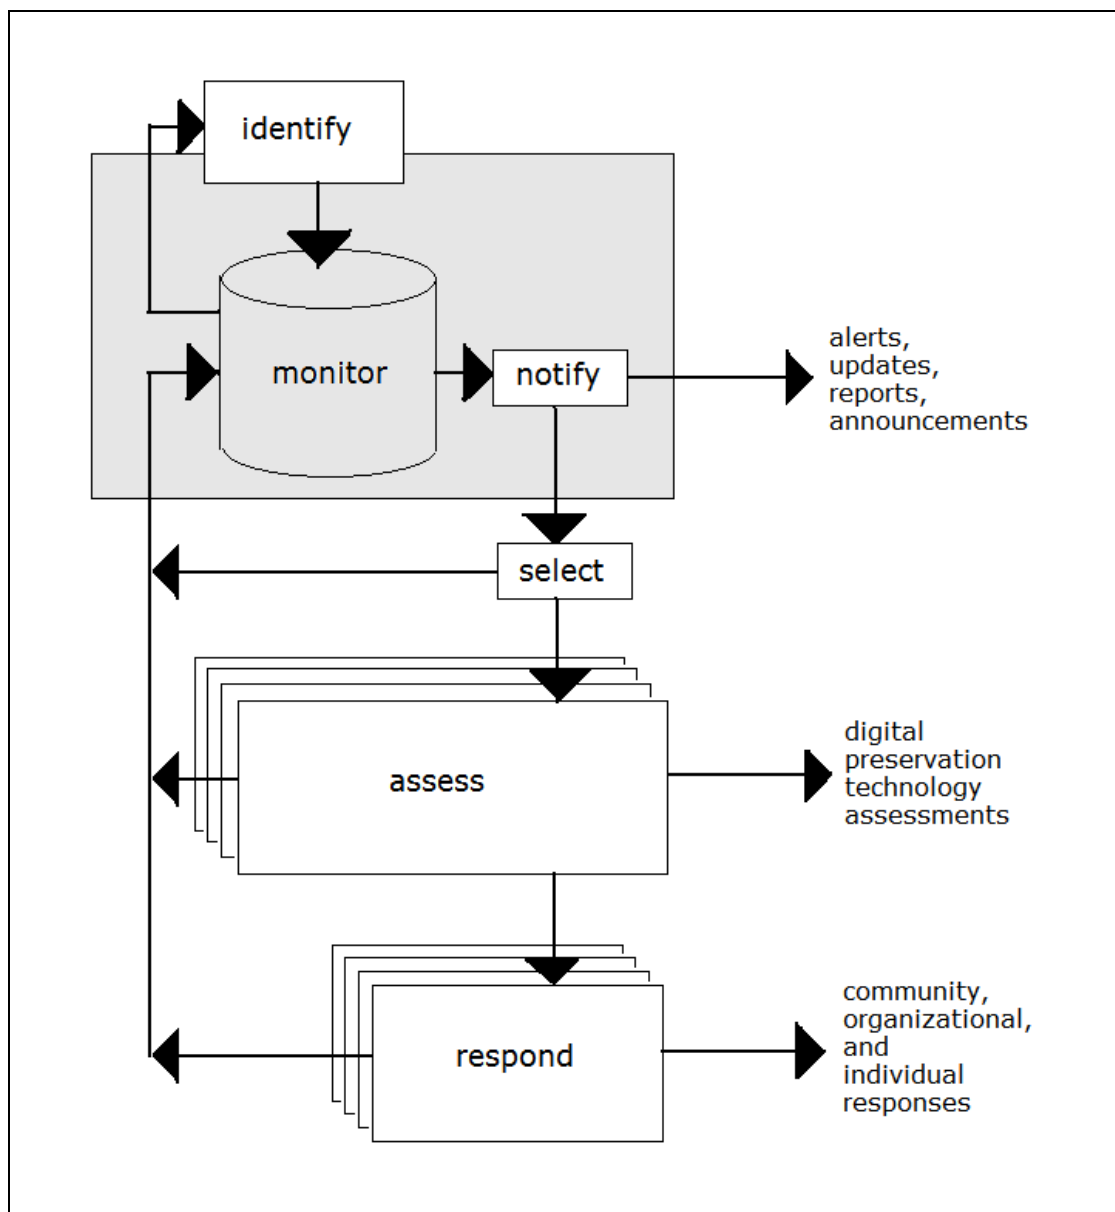 identify
monitor
notify
alerts,
updates,
reports,
announcements
select
assess
digital
preservation
technology
assessments
respond
community,
organizational,
and
individual
responses